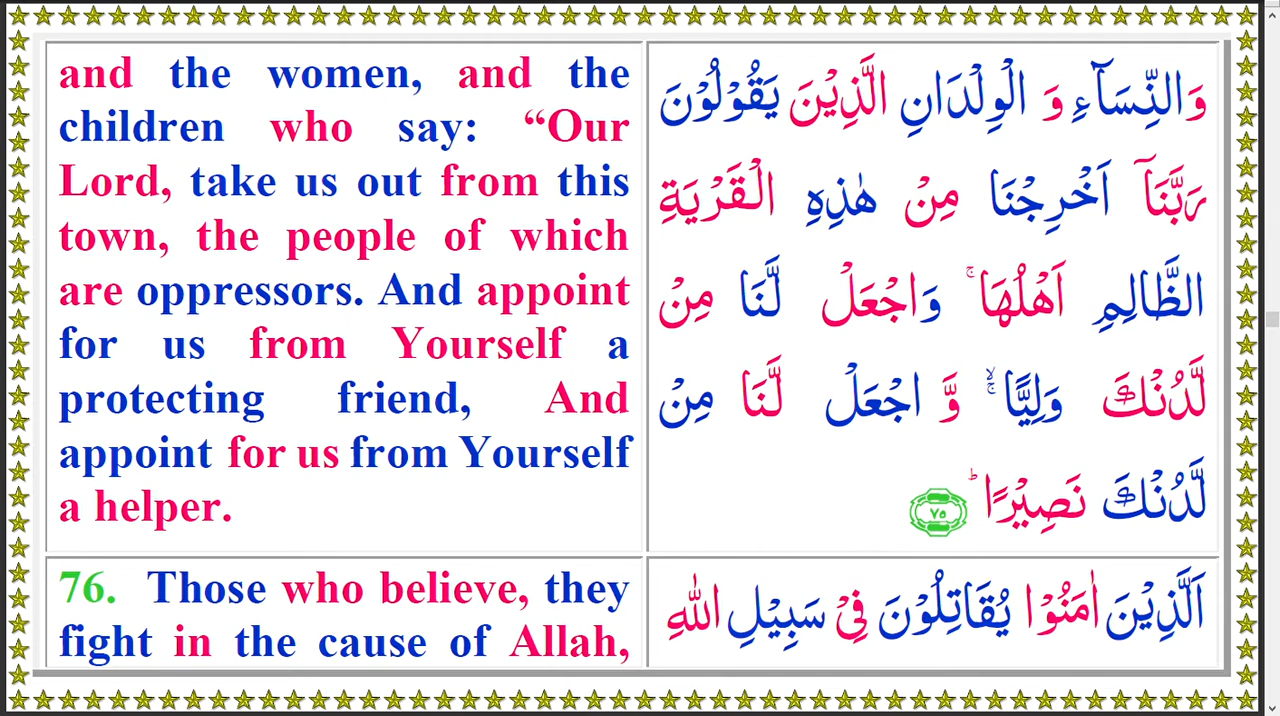 and the women, and the
children who say: “Our
Lord, take us out from this
town, the people of which
are oppressors. And appoint
for us from Yourself a
protecting friend, And
appoint for us from Yourself
a helper.
وَالنِّسَآءِ وَ الْوِلْدَانِ الَّذِيْنَ يَقُوْلُوْنَ
رَبَّنَاۤ اَخْرِجْنَا مِنْ هٰذِهِ الْقَرْيَةِ
الظَّالِمِ اَهْلُهَا ۚ وَاجْعَلْ لَّنَا مِنْ
لَّدُنْكَ وَلِيًّا ۙۚ وَّ اجْعَلْ لَّنَا مِنْ
لَّدُنْكَ نَصِيْرًا ؕ ﴿۷۵﴾
76. Those who believe, they
fight in the cause of Allah,
اَلَّذِيْنَ اٰمَنُوْا يُقَاتِلُوْنَ فِيْ سَبِيْلِ اللّٰهِ